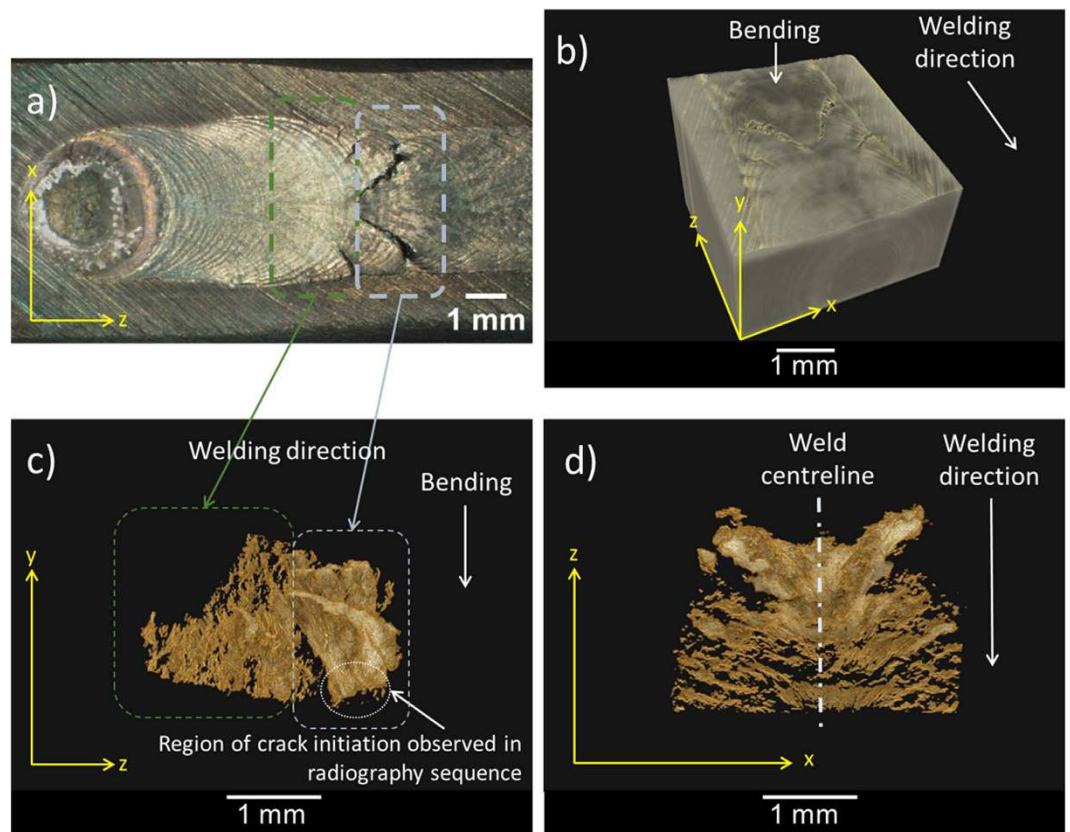 a)
x
z
1 mm
b)
Bending
Welding
direction
y
z
x
1 mm
c)
Welding direction
Bending
y
z
Region of crack initiation observed in
radiography sequence
1 mm
d)
Weld
centreline
Welding
direction
z
x
1 mm